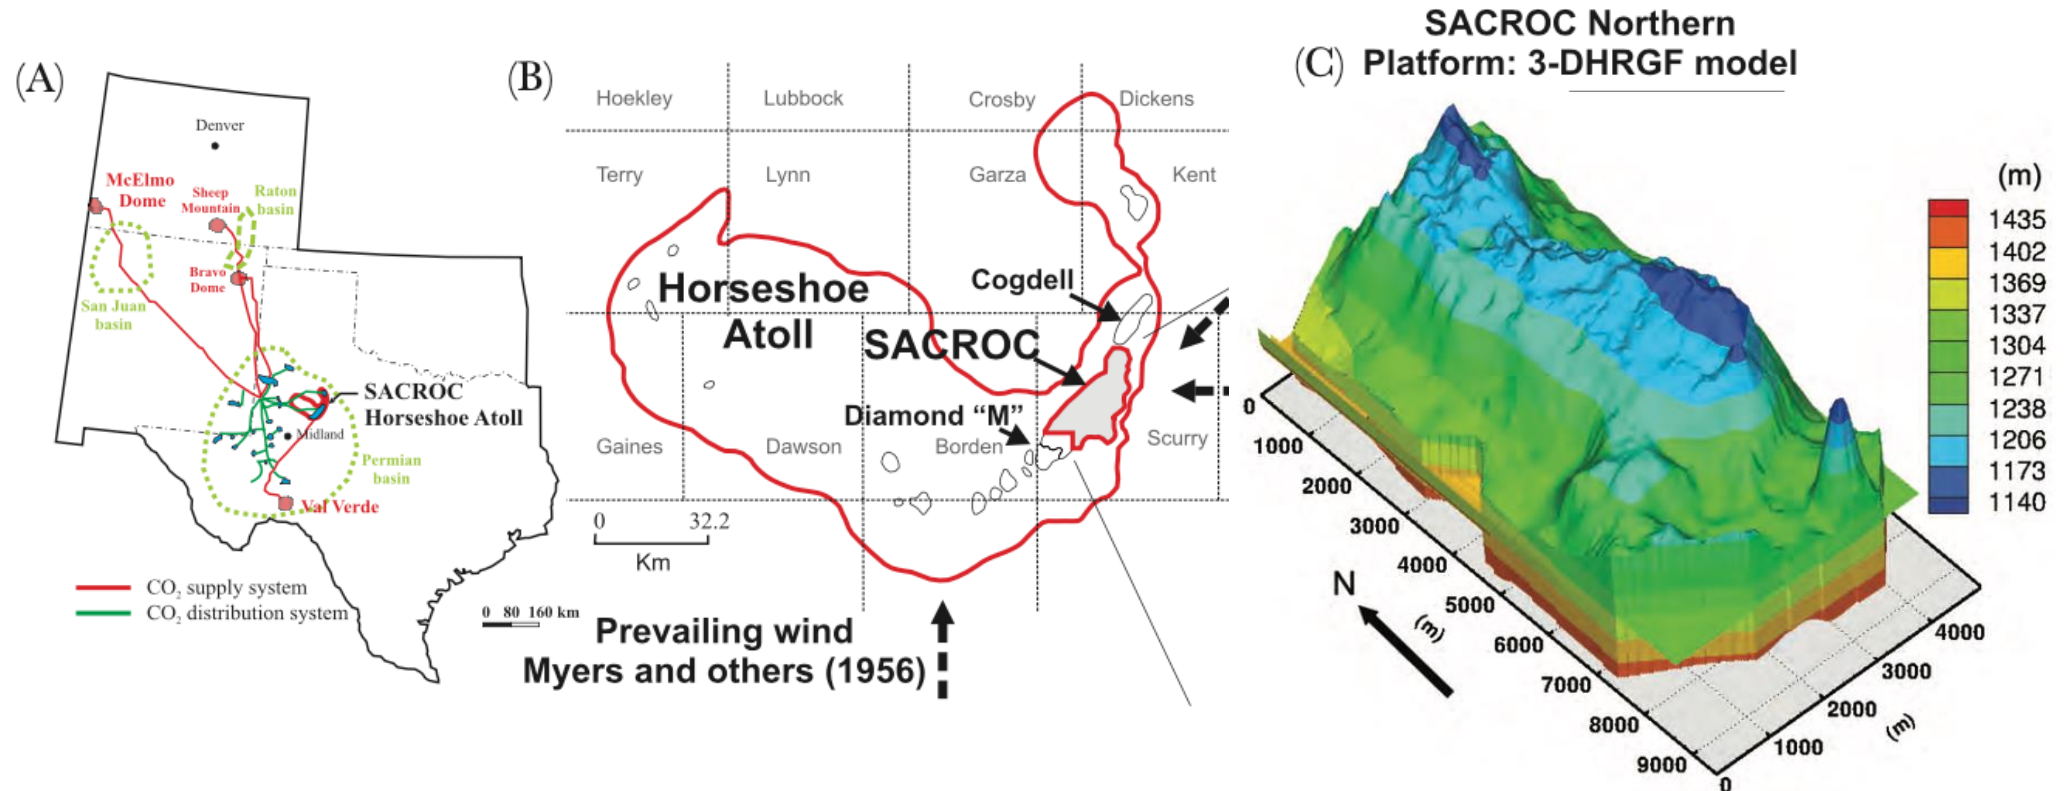 (A)
Denver
McElmo
Dome
Sheep
Mountain
Raton
basin
Bravo
Dome
San Juan
basin
SACROC
Horseshoe Atoll
Midland
Permian
basin
Val Verde
CO2 supply system
CO2 distribution system
0 80 160 km
(B)
Hoekley
Lubbock
Crosby
Dickens
Terry
Lynn
Garza
Kent
Cogdell
Horseshoe
Atoll
SACROC
Diamond “M”
Gaines
Dawson
Borden
Scurry
0 32.2
Km
Prevailing wind
Myers and others (1956)
SACROC Northern
(C) Platform: 3-DHRGF model
(m)
1435
1402
1369
1337
1304
1271
1238
1206
1173
1140
0
1000
2000
3000
4000
5000
6000
7000
8000
9000
(m)
N
0
1000
2000
3000
4000
(m)